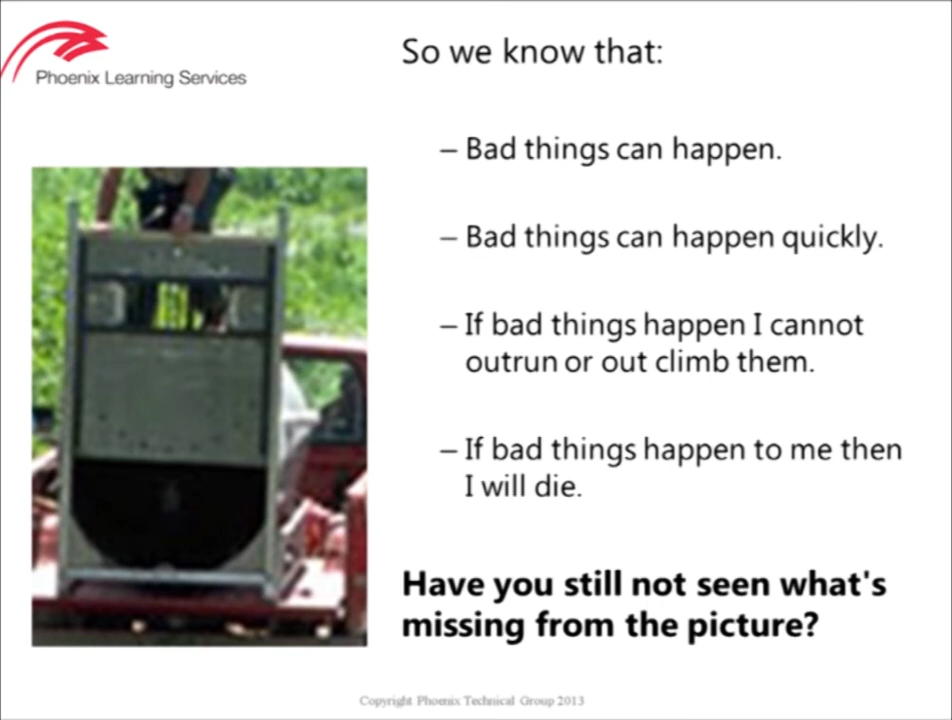 Phoenix Learning Services
So we know that:
– Bad things can happen.
– Bad things can happen quickly.
– If bad things happen I cannot
outrun or out climb them.
– If bad things happen to me then
I will die.
Have you still not seen what's
missing from the picture?
Copyright Phoenix Technical Group 2013